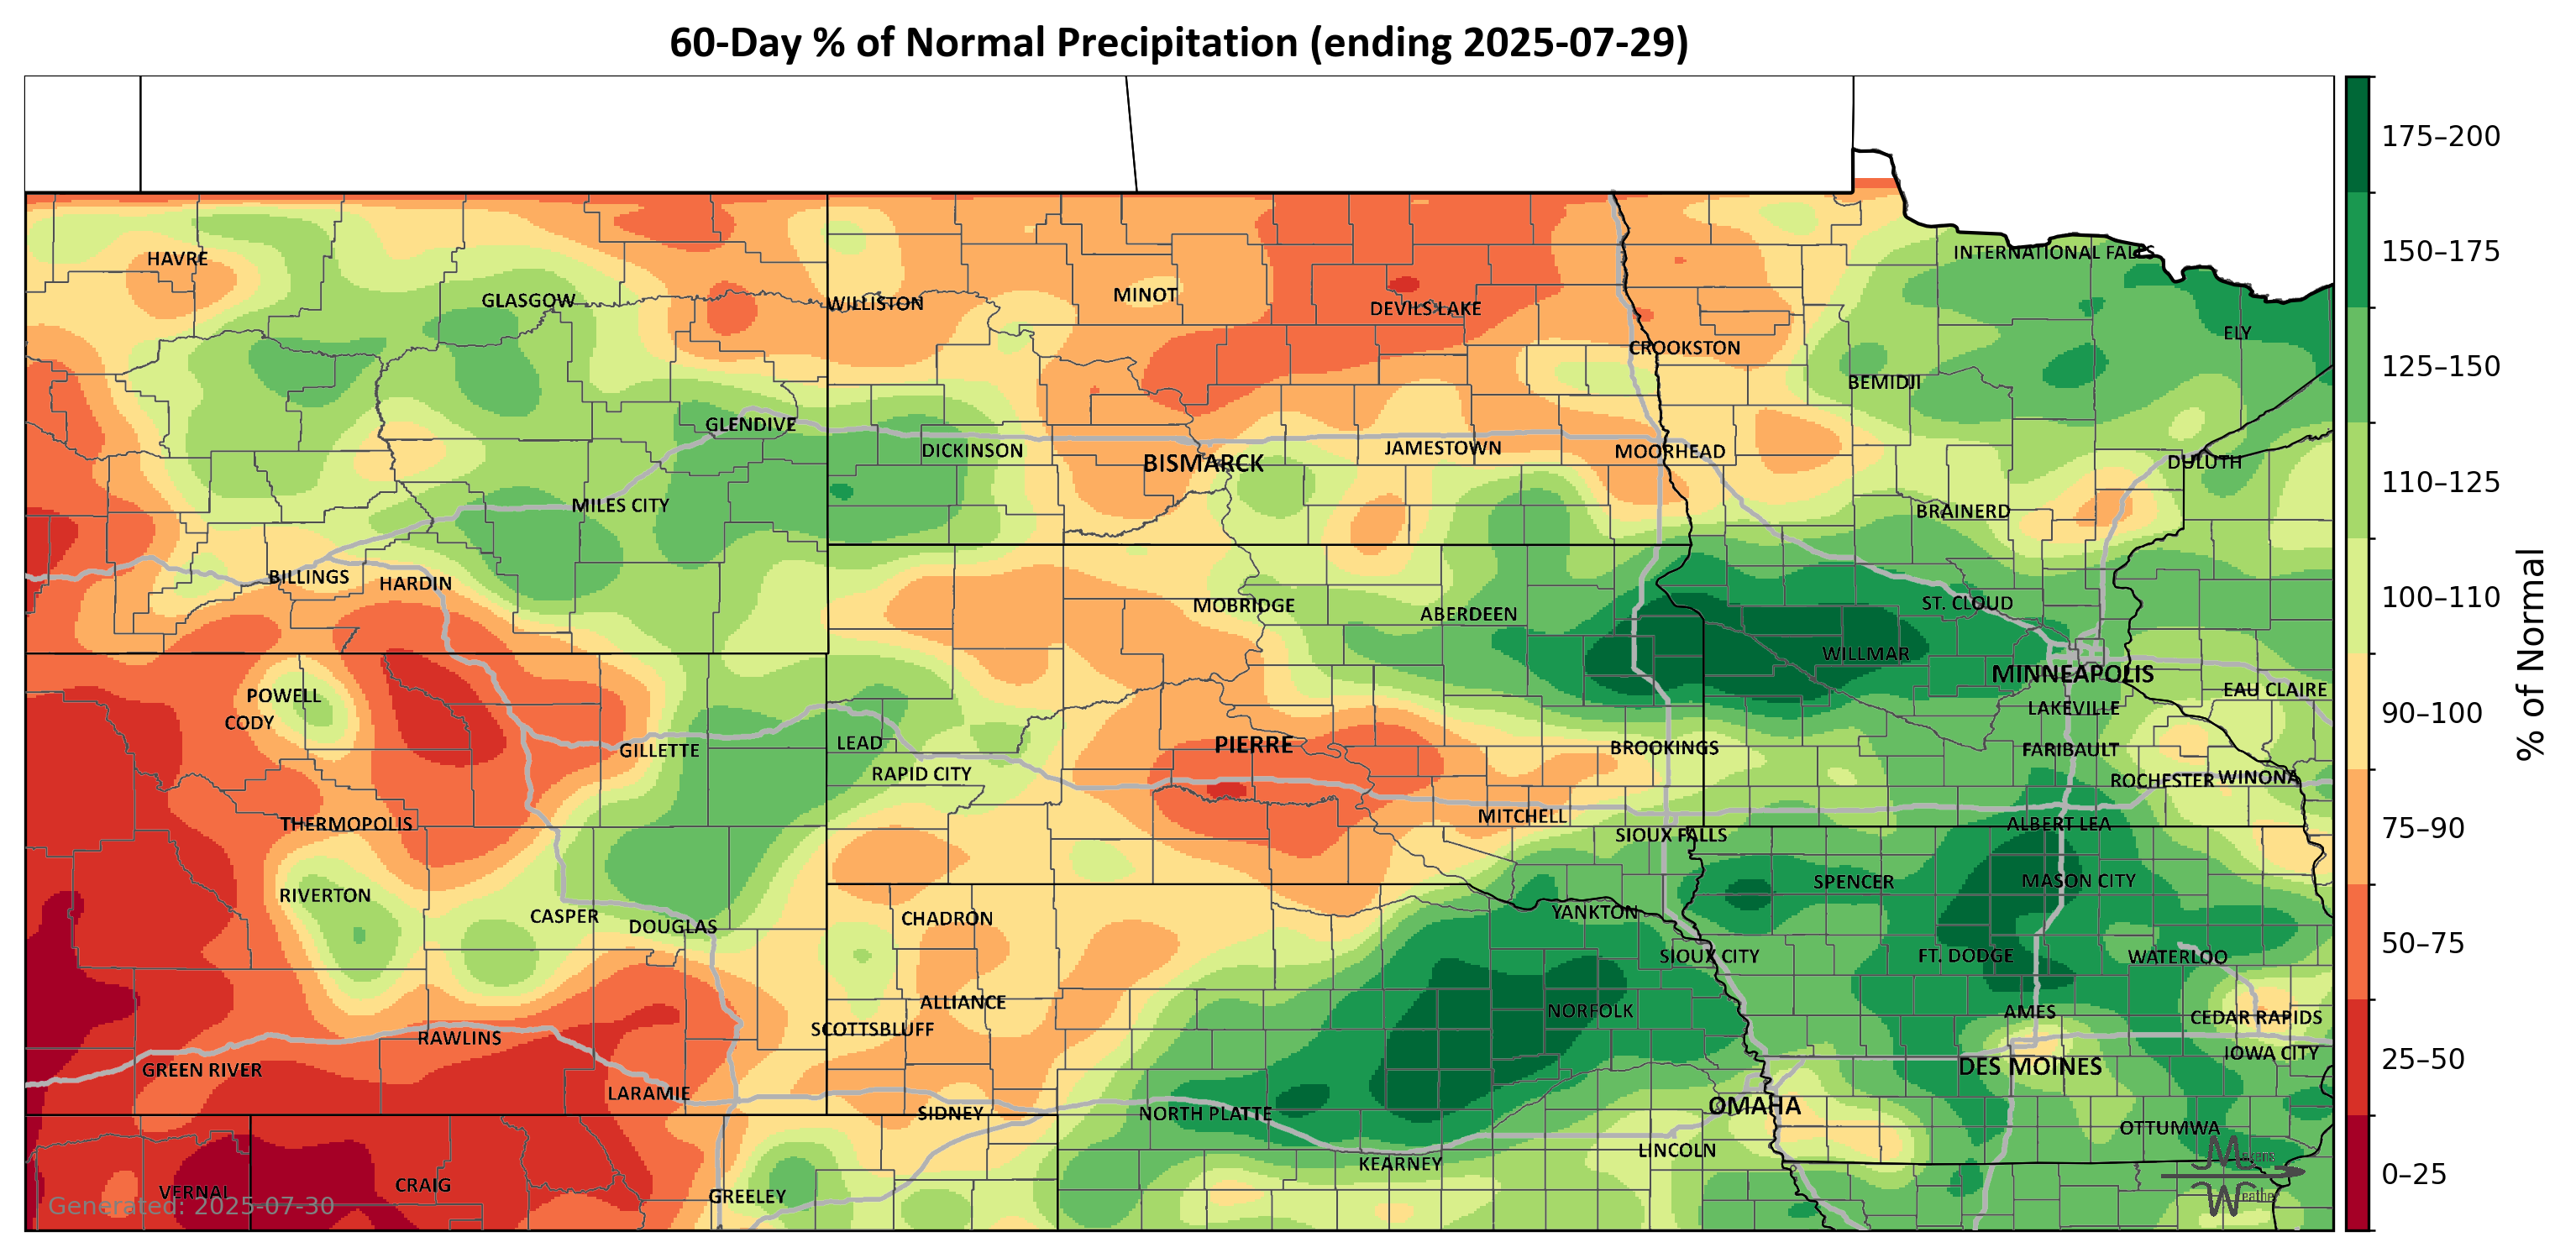 60-Day % of Normal Precipitation (ending 2025-07-29)
175–200
150–175
125–150
110–125
100–110
90–100
75–90
50–75
25–50
0–25
% of Normal
INTERNATIONAL FALLS
HAVRE
GLASGOW
WILLISTON
MINOT
DEVILS LAKE
ELY
CROOKSTON
BEMIDJI
GLENDIVE
DICKINSON
BISMARCK
JAMESTOWN
MOORHEAD
DULUTH
MILES CITY
BRAINERD
BILLINGS
HARDIN
MOBRIDGE
ABERDEEN
ST. CLOUD
WILLMAR
MINNEAPOLIS
POWELL
EAU CLAIRE
CODY
LAKEVILLE
GILLETTE
LEAD
PIERRE
BROOKINGS
FARIBAULT
RAPID CITY
ROCHESTER
WINONA
THERMOPOLIS
MITCHELL
ALBERT LEA
SIOUX FALLS
RIVERTON
SPENCER
MASON CITY
CASPER
DOUGLAS
CHADRON
YANKTON
SIOUX CITY
FT. DODGE
WATERLOO
ALLIANCE
NORFOLK
AMES
CEDAR RAPIDS
SCOTTSBLUFF
RAWLINS
IOWA CITY
GREEN RIVER
DES MOINES
LARAMIE
SIDNEY
NORTH PLATTE
OMAHA
OTTUMWA
LINCOLN
KEARNEY
VERNAL
CRAIG
GREELEY
Generated: 2025-07-30